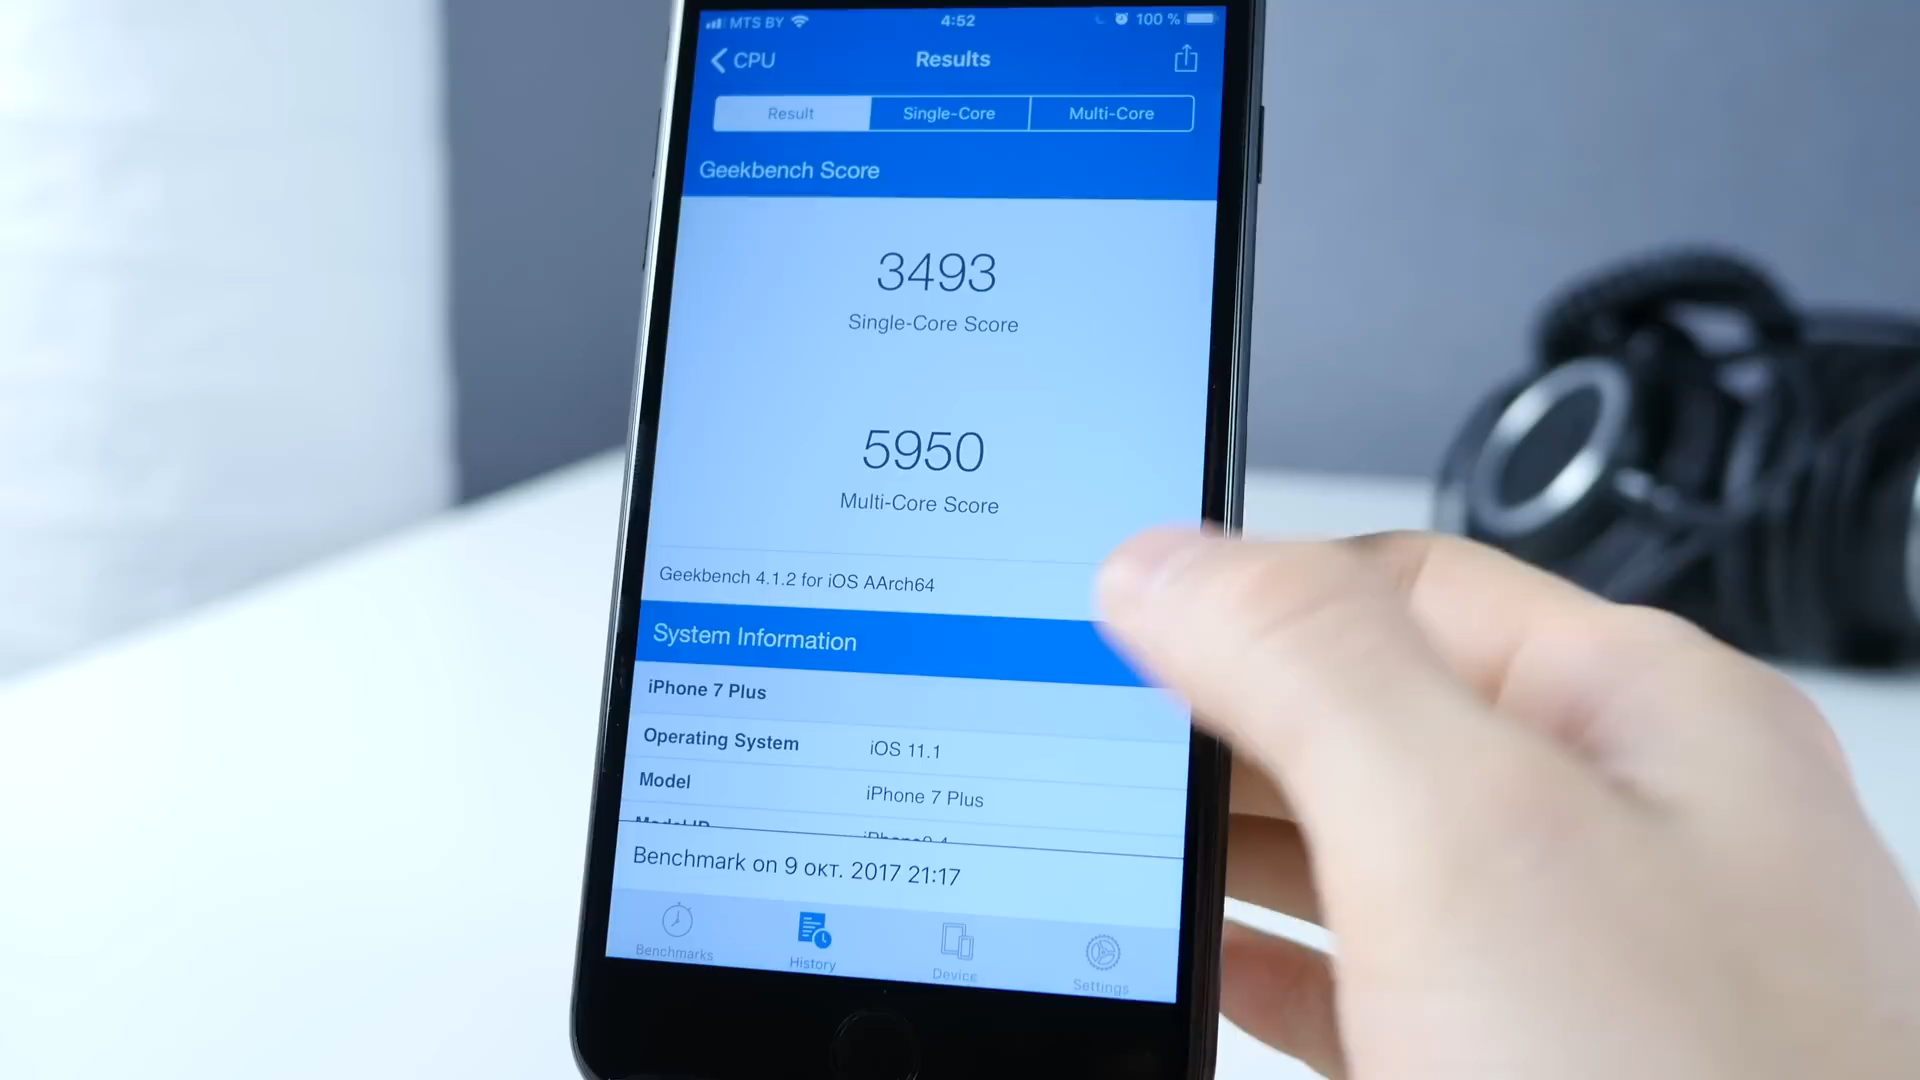 MTS BY 4:52 100 %
CPU Results
Result Single-Core Multi-Core
Geekbench Score
3493
Single-Core Score
5950
Multi-Core Score
Geekbench 4.1.2 for iOS AArch64
System Information
iPhone 7 Plus
Operating System iOS 11.1
Model iPhone 7 Plus
Benchmark on 9 окт. 2017 21:17
Benchmarks History Device Settings